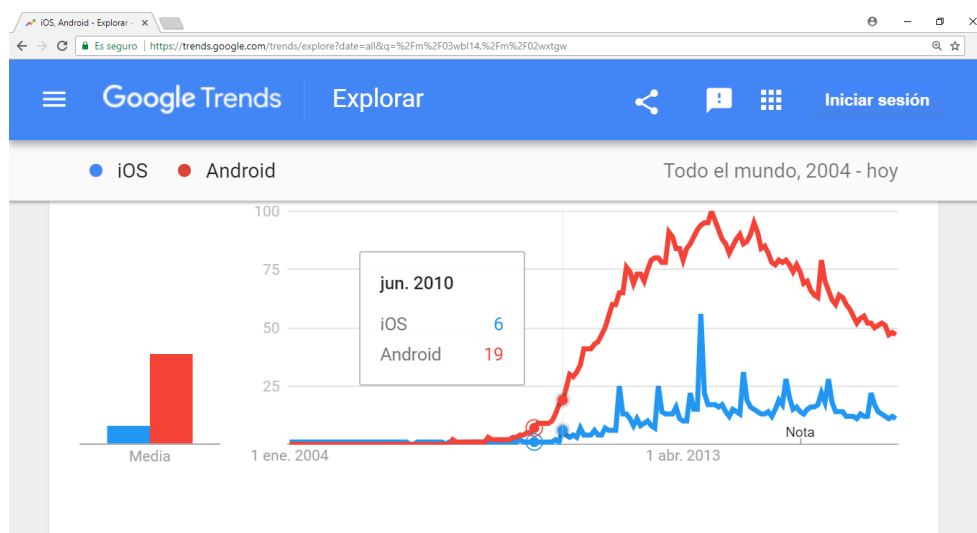 iOS, Android - Explorar -
Es seguro https://trends.google.com/trends/explore?date=all&q=%2Fm%2F03wbl14,%2Fm%2F02wxtgw
Google Trends Explorar Iniciar sesión
iOS Android Todo el mundo, 2004 - hoy
100
75
50
25
jun. 2010
iOS 6
Android 19
Nota
Media 1 ene. 2004 1 abr. 2013